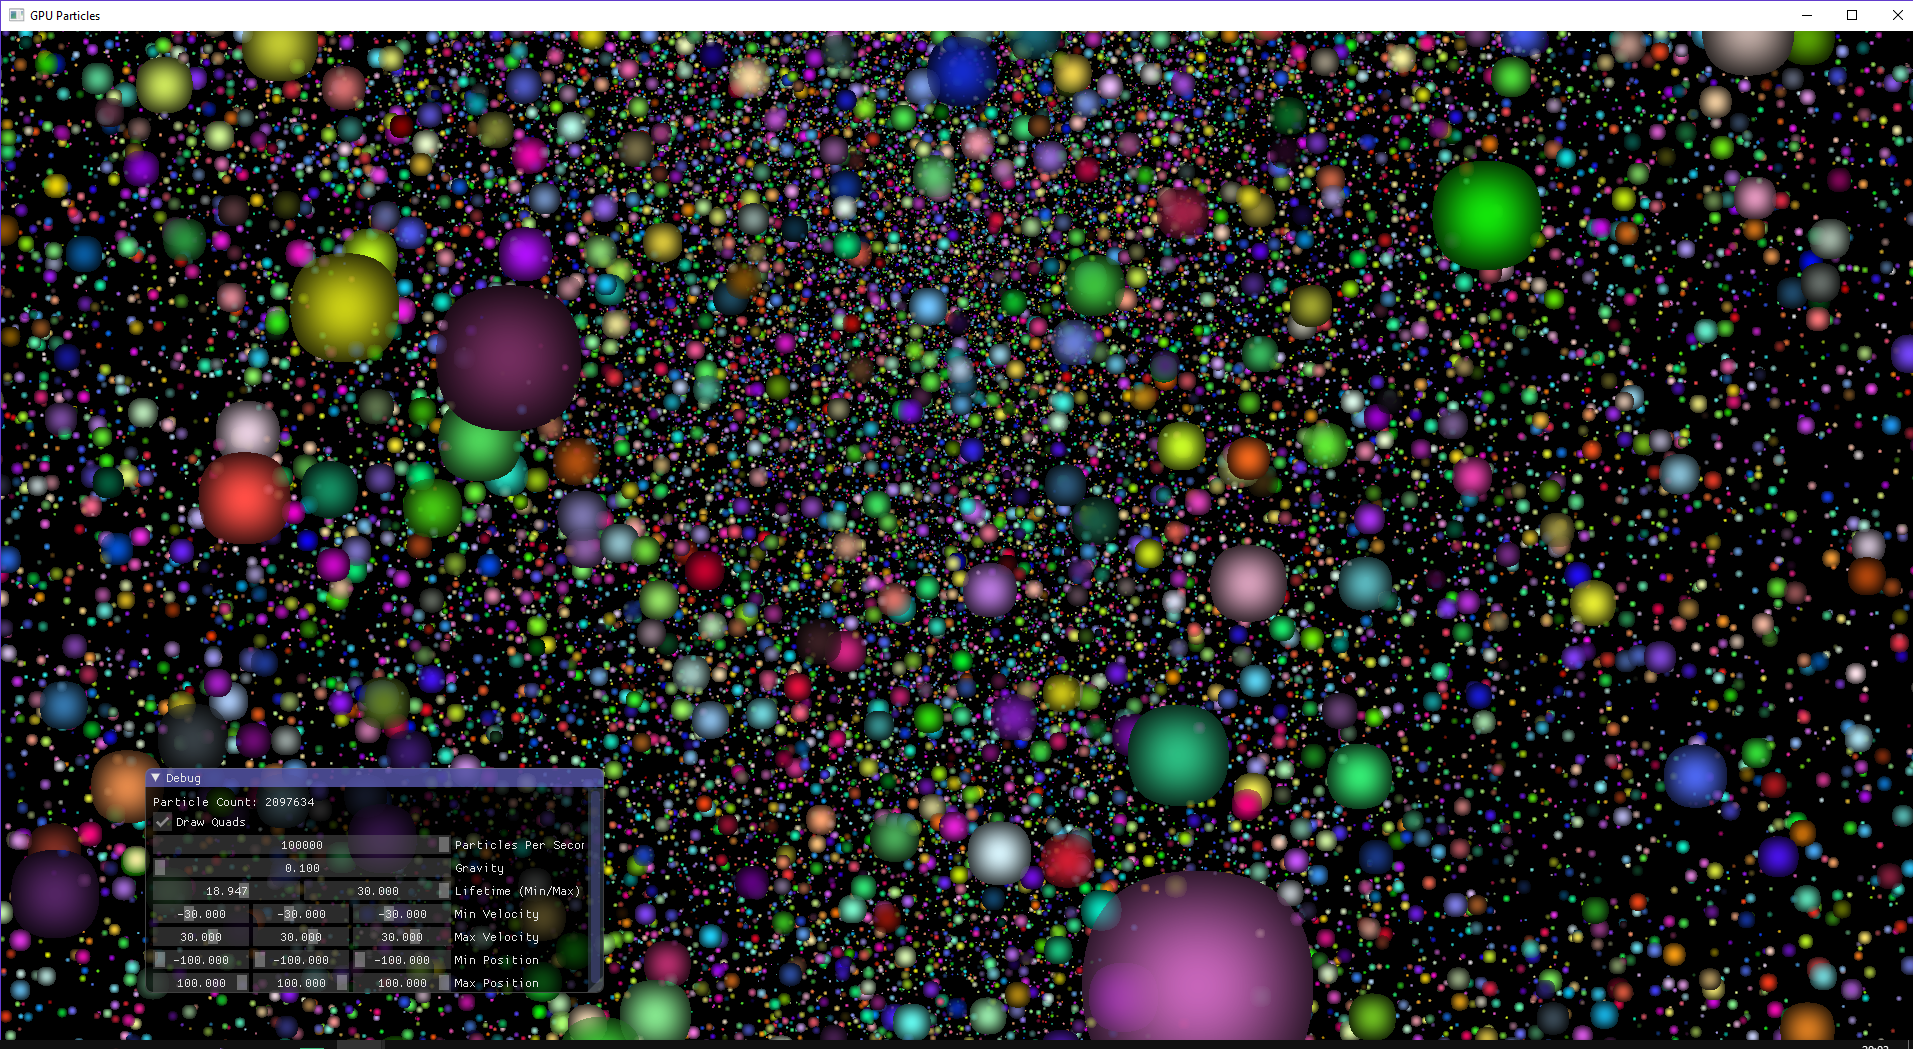 GPU Particles
Debug
Particle Count: 2097634
Draw Quads
100000 Particles Per Secon
0.100 Gravity
18.947 30.000 Lifetime (Min/Max)
-30.000 -30.000 -30.000 Min Velocity
30.000 30.000 30.000 Max Velocity
-100.000 -100.000 -100.000 Min Position
100.000 100.000 100.000 Max Position